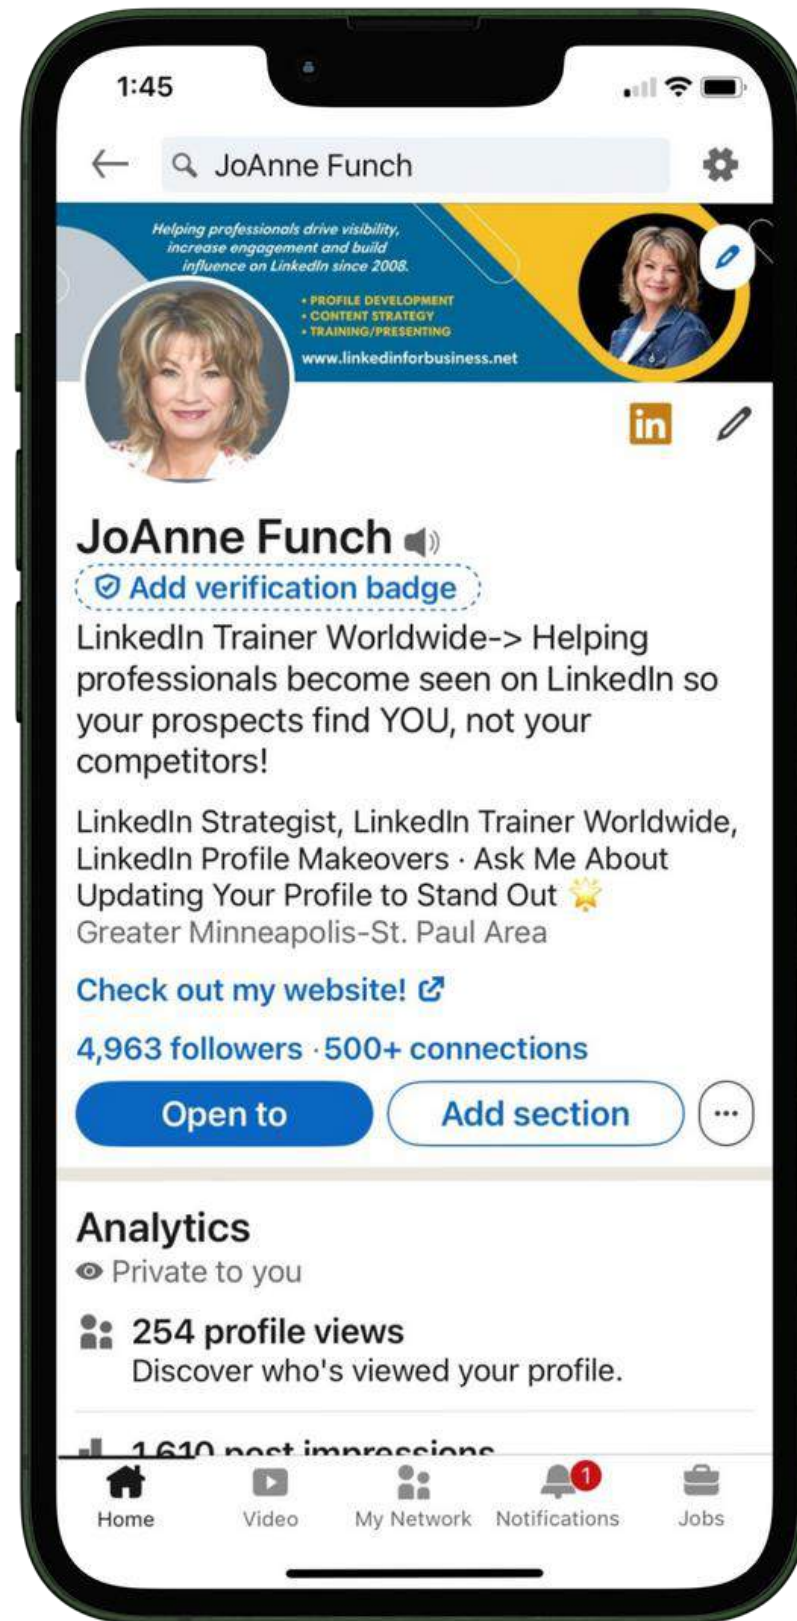 1:45
JoAnne Funch
Helping professionals drive visibility,
increase engagement and build
influence on LinkedIn since 2008.
• PROFILE DEVELOPMENT
• CONTENT STRATEGY
• TRAINING/PRESENTING
www.linkedinforbusiness.net
in
JoAnne Funch
Add verification badge
LinkedIn Trainer Worldwide-> Helping
professionals become seen on LinkedIn so
your prospects find YOU, not your
competitors!
LinkedIn Strategist, LinkedIn Trainer Worldwide,
LinkedIn Profile Makeovers · Ask Me About
Updating Your Profile to Stand Out 🌟
Greater Minneapolis-St. Paul Area
Check out my website!
4,963 followers · 500+ connections
Open to
Add section
Analytics
Private to you
254 profile views
Discover who's viewed your profile.
1,610 post impressions
1
Home
Video
My Network
Notifications
Jobs